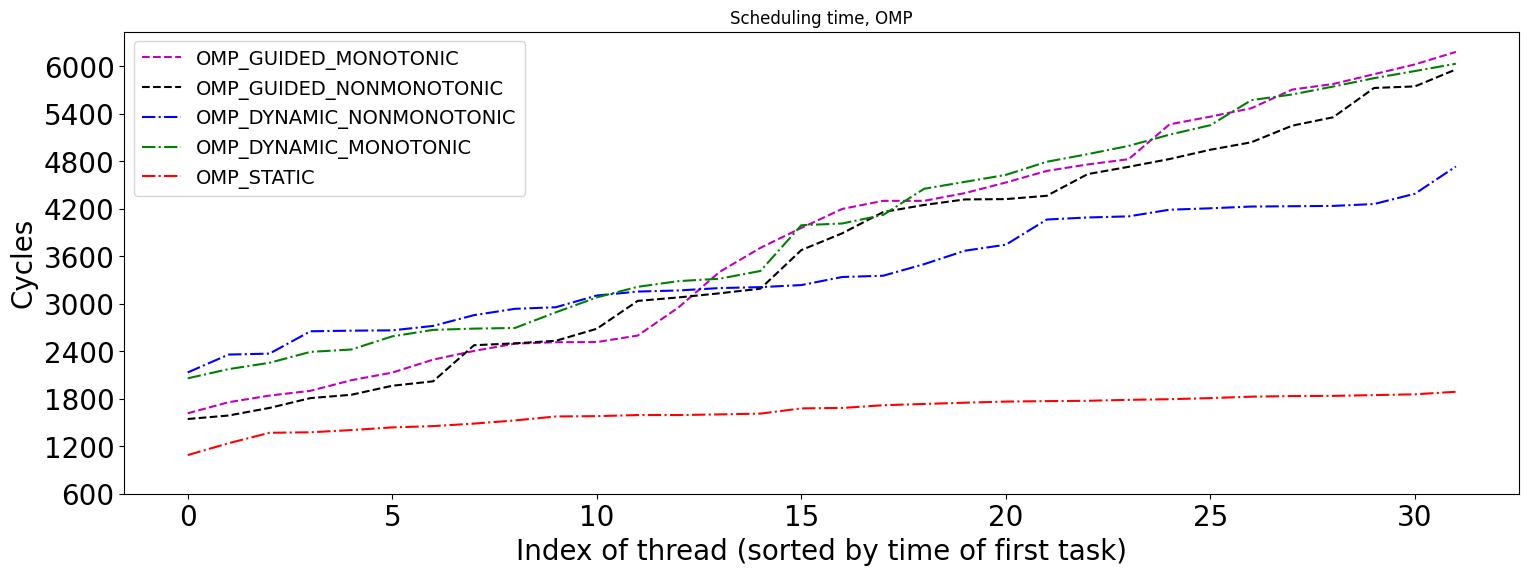 Scheduling time, OMP
OMP_GUIDED_MONOTONIC
OMP_GUIDED_NONMONOTONIC
OMP_DYNAMIC_NONMONOTONIC
OMP_DYNAMIC_MONOTONIC
OMP_STATIC
6000
5400
4800
4200
3600
3000
2400
1800
1200
600
Cycles
0 5 10 15 20 25 30
Index of thread (sorted by time of first task)